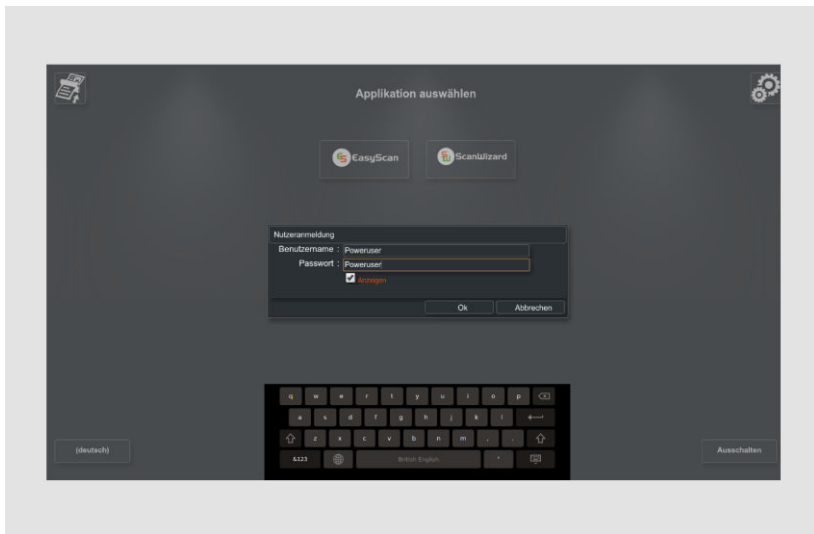 Applikation auswählen
EasyScan
ScanWizard
Nutzeranmeldung
Benutzername : Poweruser
Passwort : Poweruser
Anzeigen
Ok Abbrechen
q w e r t y u i o p
a s d f g h j k l
z x c v b n m , .
&123 British English
(deutsch)
Ausschalten